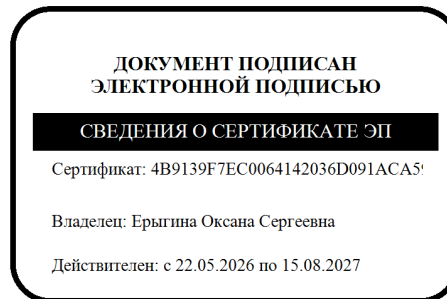 ДОКУМЕНТ ПОДПИСАН
ЭЛЕКТРОННОЙ ПОДПИСЬЮ
СВЕДЕНИЯ О СЕРТИФИКАТЕ ЭП
Сертификат: 4B9139F7EC0064142036D091ACA5
Владелец: Ерыгина Оксана Сергеевна
Действителен: с 22.05.2026 по 15.08.2027